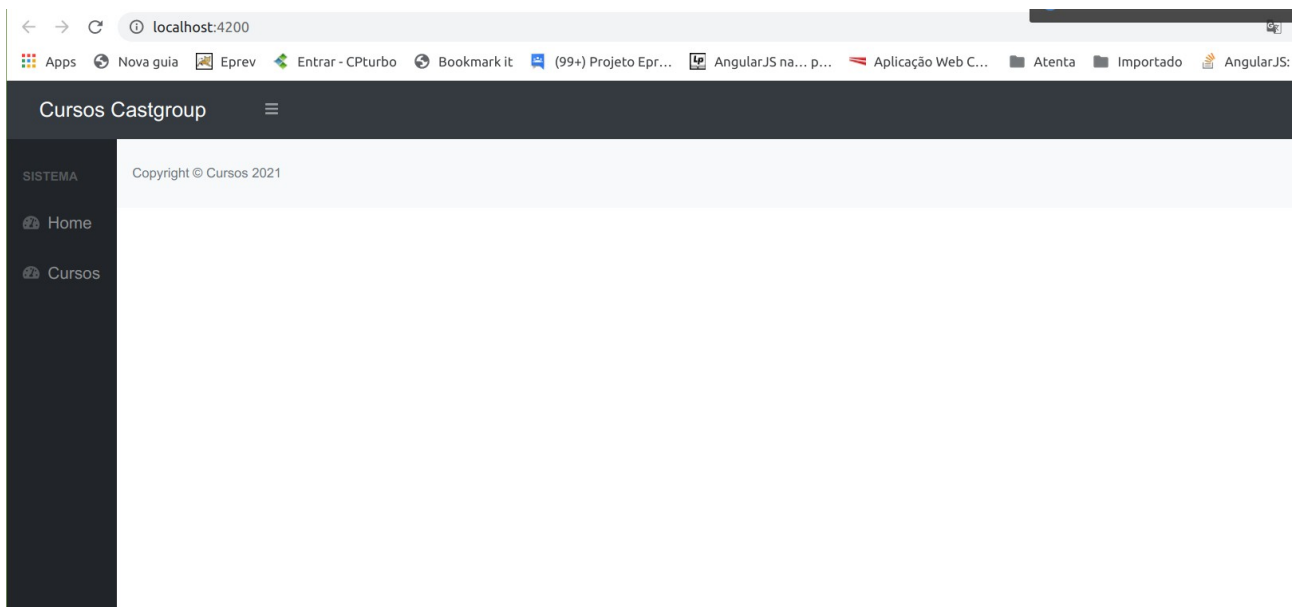 localhost:4200
Apps Nova guia Eprev Entrar - CPturbo Bookmark it (99+) Projeto Epr... AngularJS na... p... Aplicação Web C... Atenta Importado AngularJS:
Cursos Castgroup
SISTEMA
Copyright © Cursos 2021
Home
Cursos